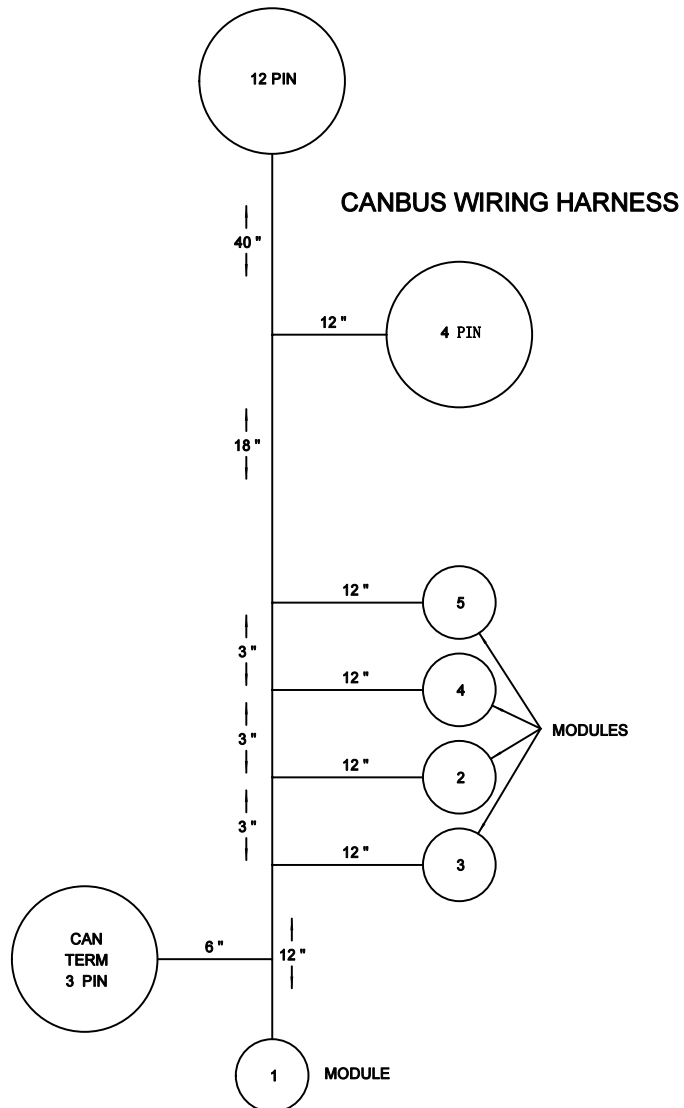 12 PIN
CANBUS WIRING HARNESS
40 "
12 "
4 PIN
18 "
12 "
5
3 "
12 "
4
3 "
12 "
2
MODULES
3 "
12 "
3
CAN
TERM
3 PIN
6 "
12 "
1
MODULE